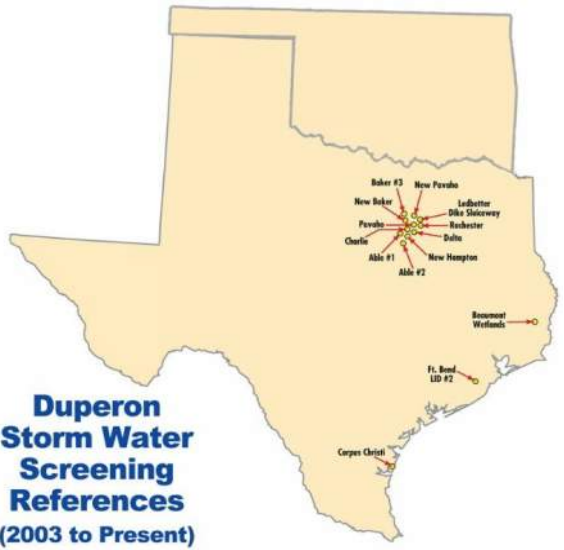 Baker #3
New Pavaho
New Baker
Ledbetter
Dike Sluiceway
Pavaho
Rochester
Charlie
Delta
Able #1
New Hampton
Able #2
Beaumont
Wetlands
Ft. Bend
LID #2
Corpus Christi
Duperon
Storm Water
Screening
References
(2003 to Present)